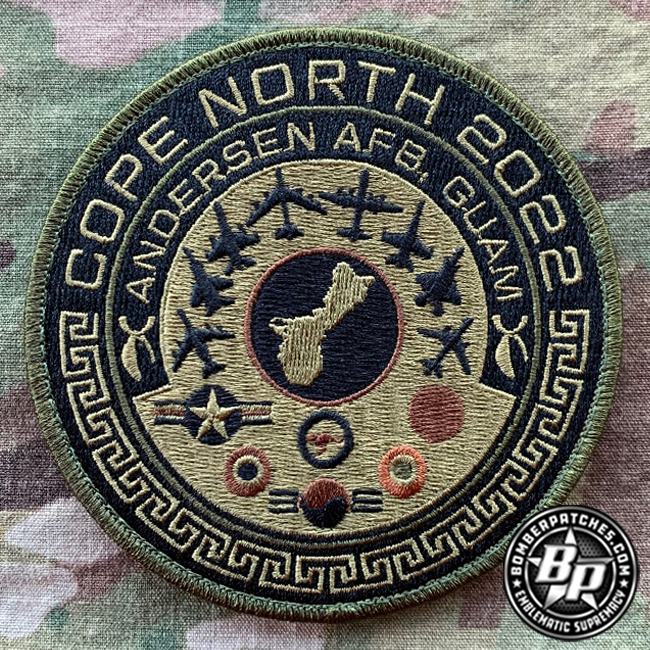 COPE NORTH 2022
ANDERSEN AFB, GUAM
BOMBERPATCHES.COM
BP
EMBLEMATIC SUPREMACY